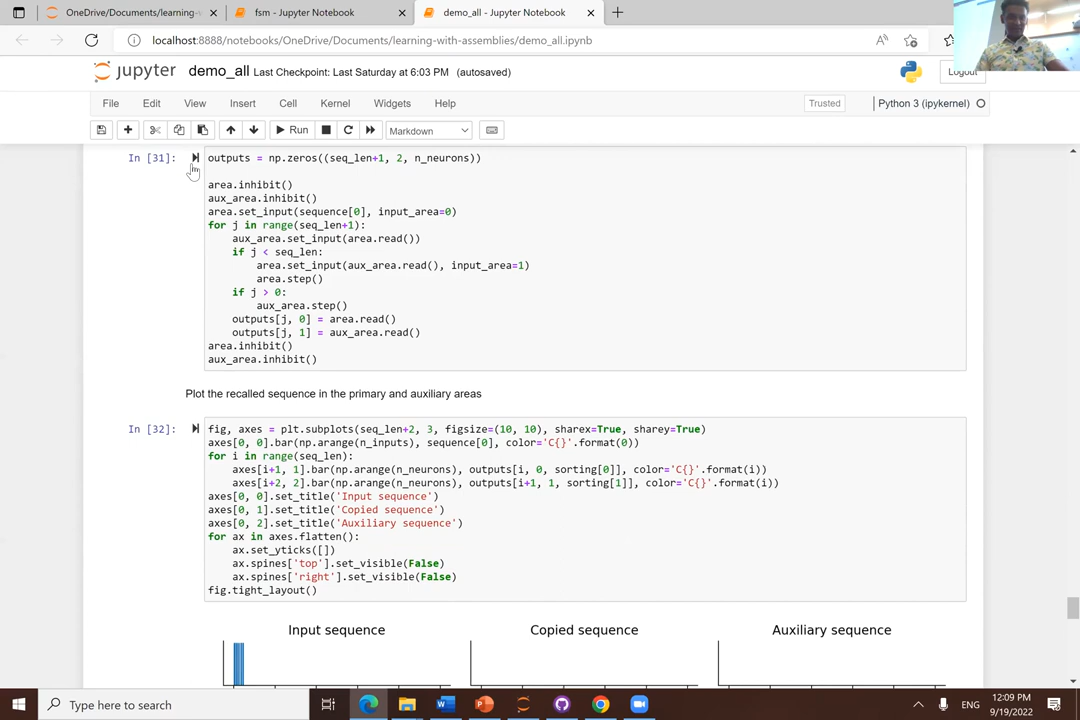 OneDrive/Documents/learning-w
fsm - Jupyter Notebook
demo_all - Jupyter Notebook
localhost:8888/notebooks/OneDrive/Documents/learning-with-assemblies/demo_all.ipynb
jupyter demo_all Last Checkpoint: Last Saturday at 6:03 PM (autosaved)
Logout
File Edit View Insert Cell Kernel Widgets Help
Trusted
Python 3 (ipykernel)
Run
Markdown
In [31]:
outputs = np.zeros((seq_len+1, 2, n_neurons))
area.inhibit()
aux_area.inhibit()
area.set_input(sequence[0], input_area=0)
for j in range(seq_len+1):
aux_area.set_input(area.read())
if j < seq_len:
area.set_input(aux_area.read(), input_area=1)
area.step()
if j > 0:
aux_area.step()
outputs[j, 0] = area.read()
outputs[j, 1] = aux_area.read()
area.inhibit()
aux_area.inhibit()
Plot the recalled sequence in the primary and auxiliary areas
In [32]:
fig, axes = plt.subplots(seq_len+2, 3, figsize=(10, 10), sharex=True, sharey=True)
axes[0, 0].bar(np.arange(n_inputs), sequence[0], color='C{}'.format(0))
for i in range(seq_len):
axes[i+1, 1].bar(np.arange(n_neurons), outputs[i, 0, sorting[0]], color='C{}'.format(i))
axes[i+2, 2].bar(np.arange(n_neurons), outputs[i+1, 1, sorting[1]], color='C{}'.format(i))
axes[0, 0].set_title('Input sequence')
axes[0, 1].set_title('Copied sequence')
axes[0, 2].set_title('Auxiliary sequence')
for ax in axes.flatten():
ax.set_yticks([])
ax.spines['top'].set_visible(False)
ax.spines['right'].set_visible(False)
fig.tight_layout()
Input sequence
Copied sequence
Auxiliary sequence
Type here to search
ENG
12:09 PM
9/19/2022